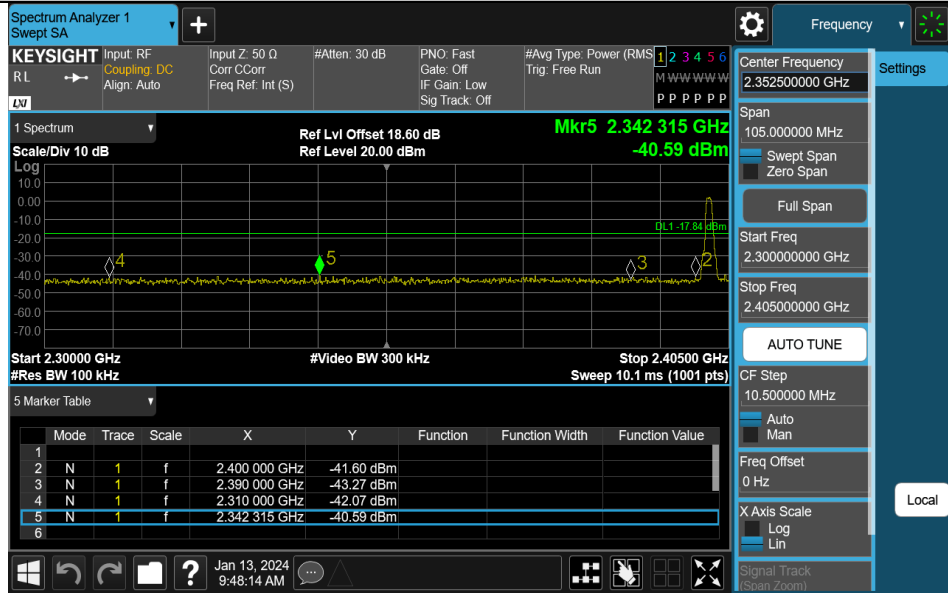 Spectrum Analyzer 1
Swept SA
+
Frequency
KEYSIGHT
RL
LXI
Input: RF
Coupling: DC
Align: Auto
Input Z: 50 Ω
Corr CCorr
Freq Ref: Int (S)
#Atten: 30 dB
PNO: Fast
Gate: Off
IF Gain: Low
Sig Track: Off
#Avg Type: Power (RMS
Trig: Free Run
1 2 3 4 5 6
M W W W W W
P P P P P P
1 Spectrum
Scale/Div 10 dB
Ref Lvl Offset 18.60 dB
Ref Level 20.00 dBm
Mkr5 2.342 315 GHz
-40.59 dBm
Log
10.0
0.00
-10.0
-20.0
-30.0
-40.0
-50.0
-60.0
-70.0
DL1 -17.84 dBm
4
5
3
2
Start 2.30000 GHz
#Res BW 100 kHz
#Video BW 300 kHz
Stop 2.40500 GHz
Sweep 10.1 ms (1001 pts)
5 Marker Table
Mode Trace Scale X Y Function Function Width Function Value
1
2 N 1 f 2.400 000 GHz -41.60 dBm
3 N 1 f 2.390 000 GHz -43.27 dBm
4 N 1 f 2.310 000 GHz -42.07 dBm
5 N 1 f 2.342 315 GHz -40.59 dBm
6
?
Jan 13, 2024
9:48:14 AM
Center Frequency
2.352500000 GHz
Span
105.000000 MHz
Swept Span
Zero Span
Full Span
Start Freq
2.300000000 GHz
Stop Freq
2.405000000 GHz
AUTO TUNE
CF Step
10.500000 MHz
Auto
Man
Freq Offset
0 Hz
X Axis Scale
Log
Lin
Signal Track
(Span Zoom)
Settings
Local